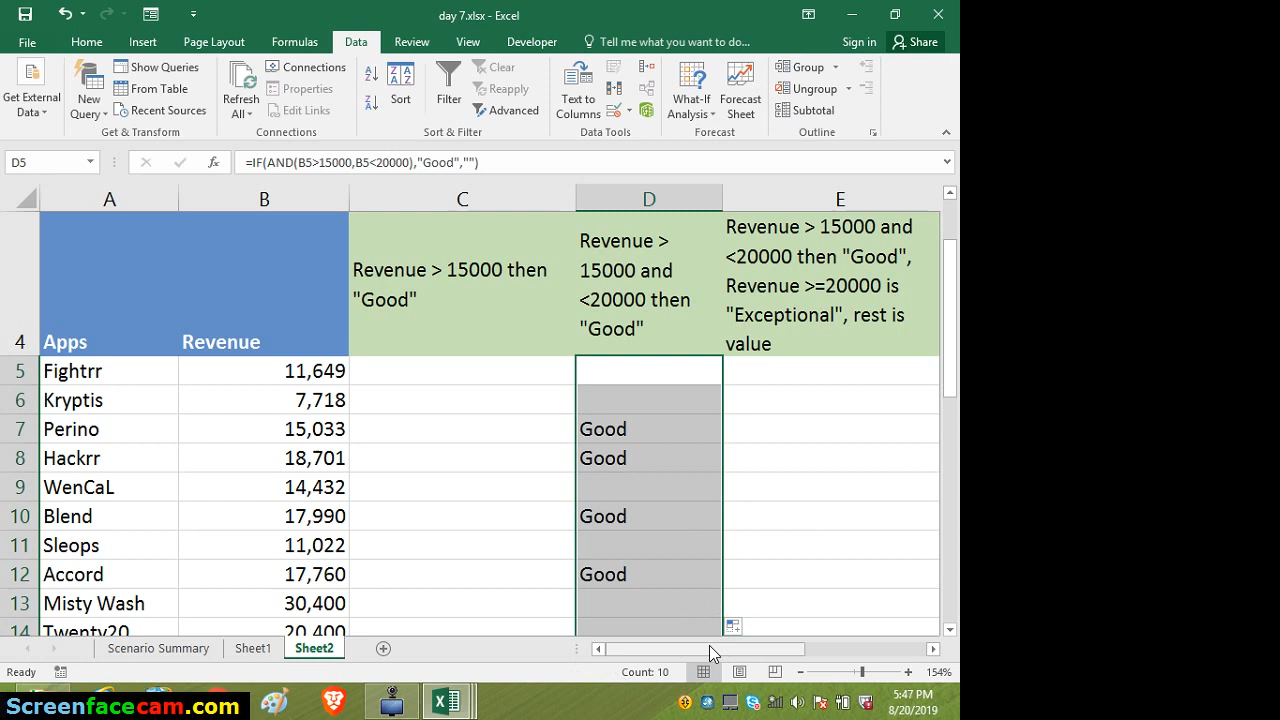 day 7.xlsx - Excel
File Home Insert Page Layout Formulas Data Review View Developer Tell me what you want to do... Sign in Share
Get External Data
New Query
Show Queries
From Table
Recent Sources
Get & Transform
Refresh All
Connections
Properties
Edit Links
Connections
Sort
Filter
Clear
Reapply
Advanced
Sort & Filter
Text to Columns
Data Tools
What-If Analysis
Forecast Sheet
Forecast
Group
Ungroup
Subtotal
Outline
D5 fx =IF(AND(B5>15000,B5<20000),"Good","")
A B C D E
4 Apps Revenue
Revenue > 15000 then
"Good"
Revenue >
15000 and
<20000 then
"Good"
Revenue > 15000 and
<20000 then "Good",
Revenue >=20000 is
"Exceptional", rest is
value
5 Fightrr 11,649
6 Kryptis 7,718
7 Perino 15,033 Good
8 Hackrr 18,701 Good
9 WenCaL 14,432
10 Blend 17,990 Good
11 Sleops 11,022
12 Accord 17,760 Good
13 Misty Wash 30,400
14 Twenty20 20,400
Scenario Summary Sheet1 Sheet2
Ready Count: 10 154%
Screenfacecam.com
5:47 PM
8/20/2019